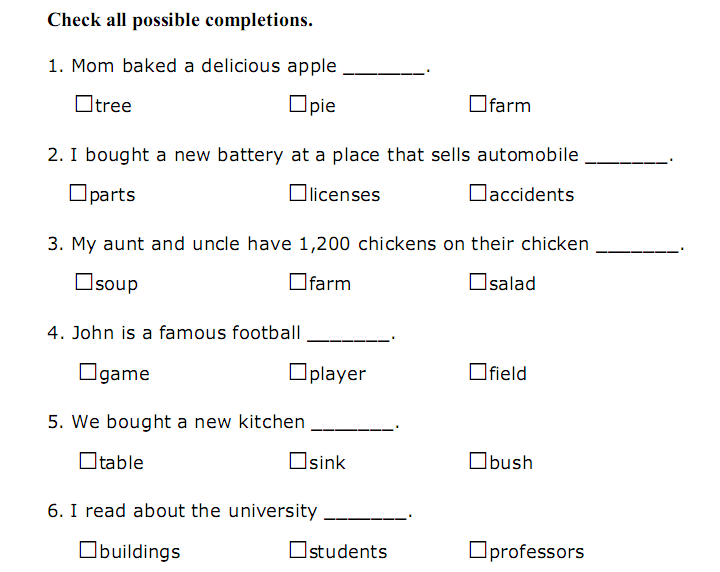 Check all possible completions.
1. Mom baked a delicious apple _______.
□tree □pie □farm
2. I bought a new battery at a place that sells automobile _______.
□parts □licenses □accidents
3. My aunt and uncle have 1,200 chickens on their chicken _______.
□soup □farm □salad
4. John is a famous football _______.
□game □player □field
5. We bought a new kitchen _______.
□table □sink □bush
6. I read about the university _______.
□buildings □students □professors